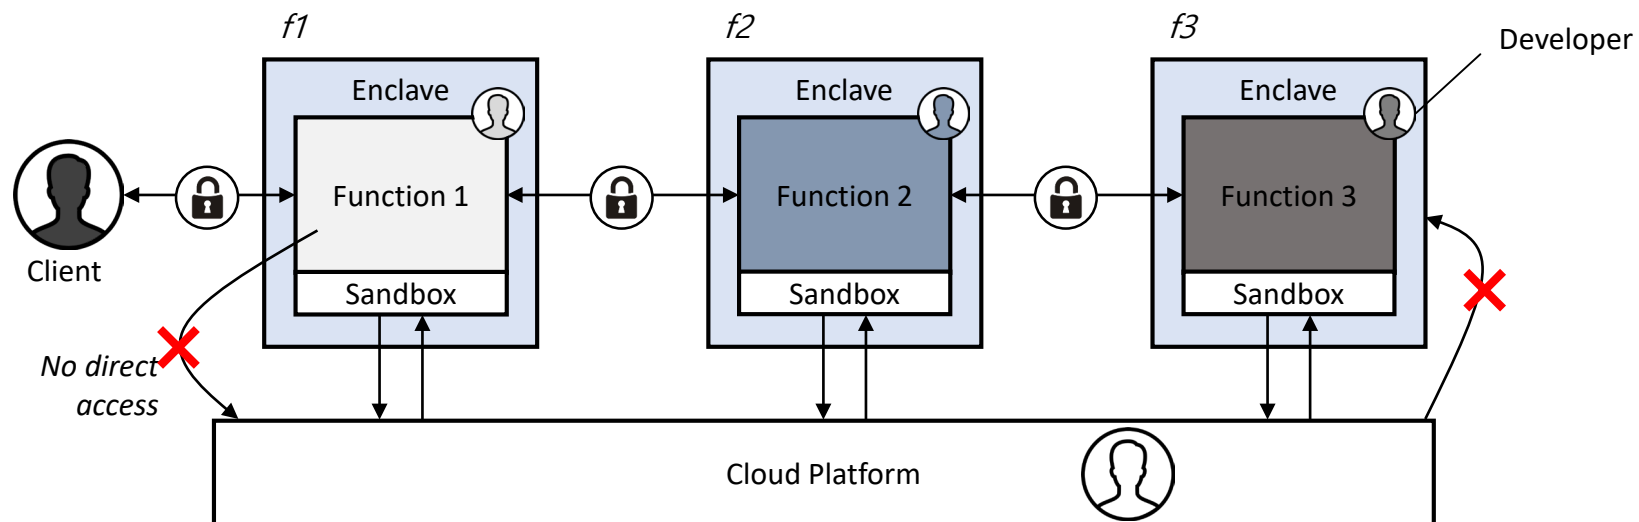 f1
f2
f3
Developer
Enclave
Enclave
Enclave
Function 1
Function 2
Function 3
Client
Sandbox
Sandbox
Sandbox
No direct
access
Cloud Platform